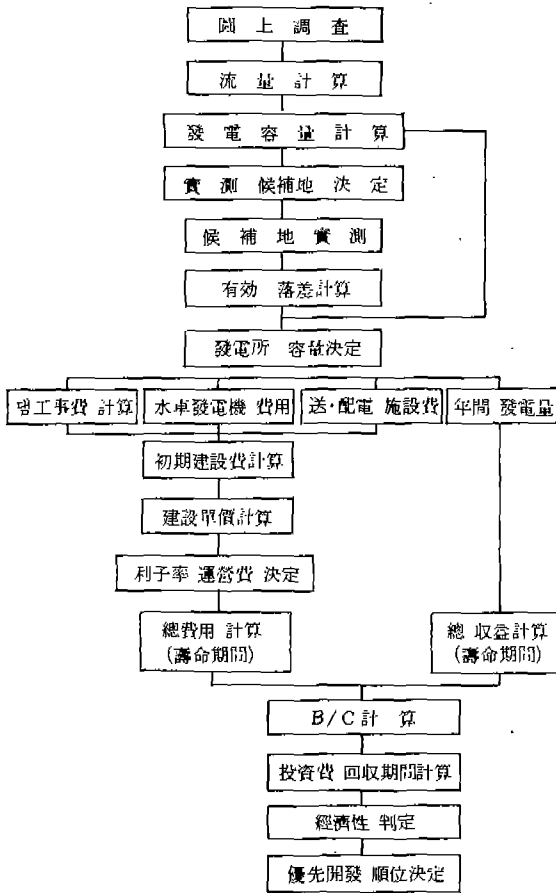 圖 上 調 査
流 量 計 算
發 電 容 量 計 算
實 測 候補地 決 定
候 補 地 實 測
有効 落差計算
發電所 容量決定
땜工事費 計算
水車發電機 費用
送·配電 施設費
年間 發電量
初期建設費計算
建設單價計算
利子率 運營費 決定
總費用 計算
(壽命期間)
總 收益計算
(壽命期間)
B/C計 算
投資費 回収期間計算
經濟性 判定
優先開發 順位決定